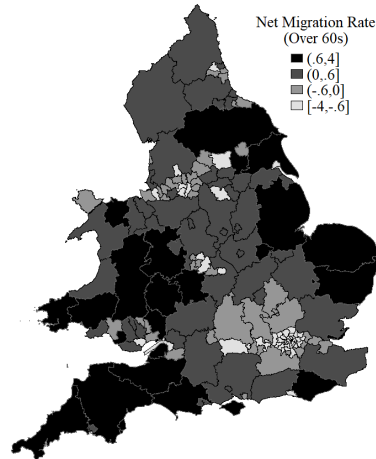 Net Migration Rate
(Over 60s)
(.6,4]
(0,.6]
(-.6,0]
[-4,-.6]